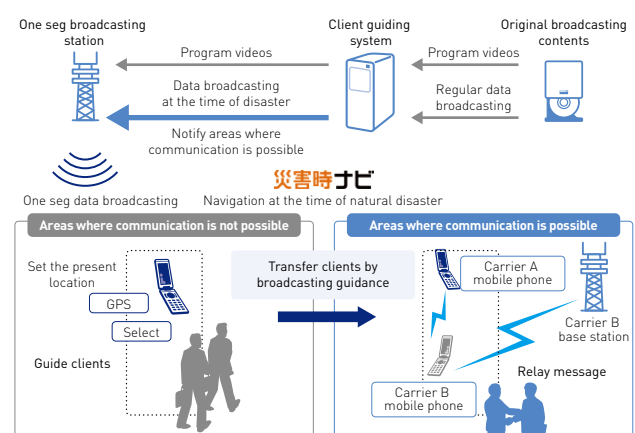 One seg broadcasting
station
Client guiding
system
Original broadcasting
contents
Program videos
Program videos
Data broadcasting
at the time of disaster
Regular data
broadcasting
Notify areas where
communication is possible
災害時ナビ
One seg data broadcasting
Navigation at the time of natural disaster
Areas where communication is not possible
Areas where communication is possible
Set the present
location
GPS
Select
Guide clients
Transfer clients by
broadcasting guidance
Carrier A
mobile phone
Carrier B
base station
Relay message
Carrier B
mobile phone